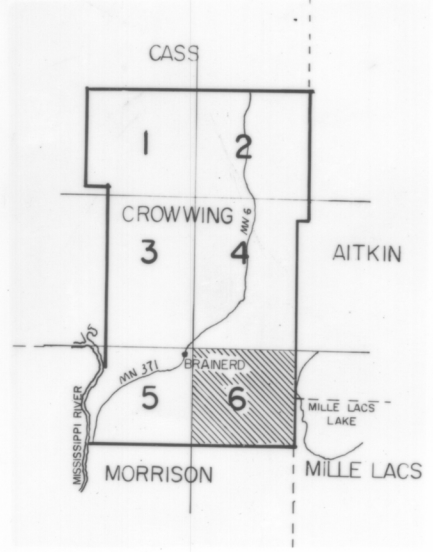 CASS
1
2
CROWWING
MN 6
3
4
AITKIN
BRAINERD
MN 371
5
6
MISSISSIPPI RIVER
MILLE LACS
LAKE
MORRISON
MILLE LACS